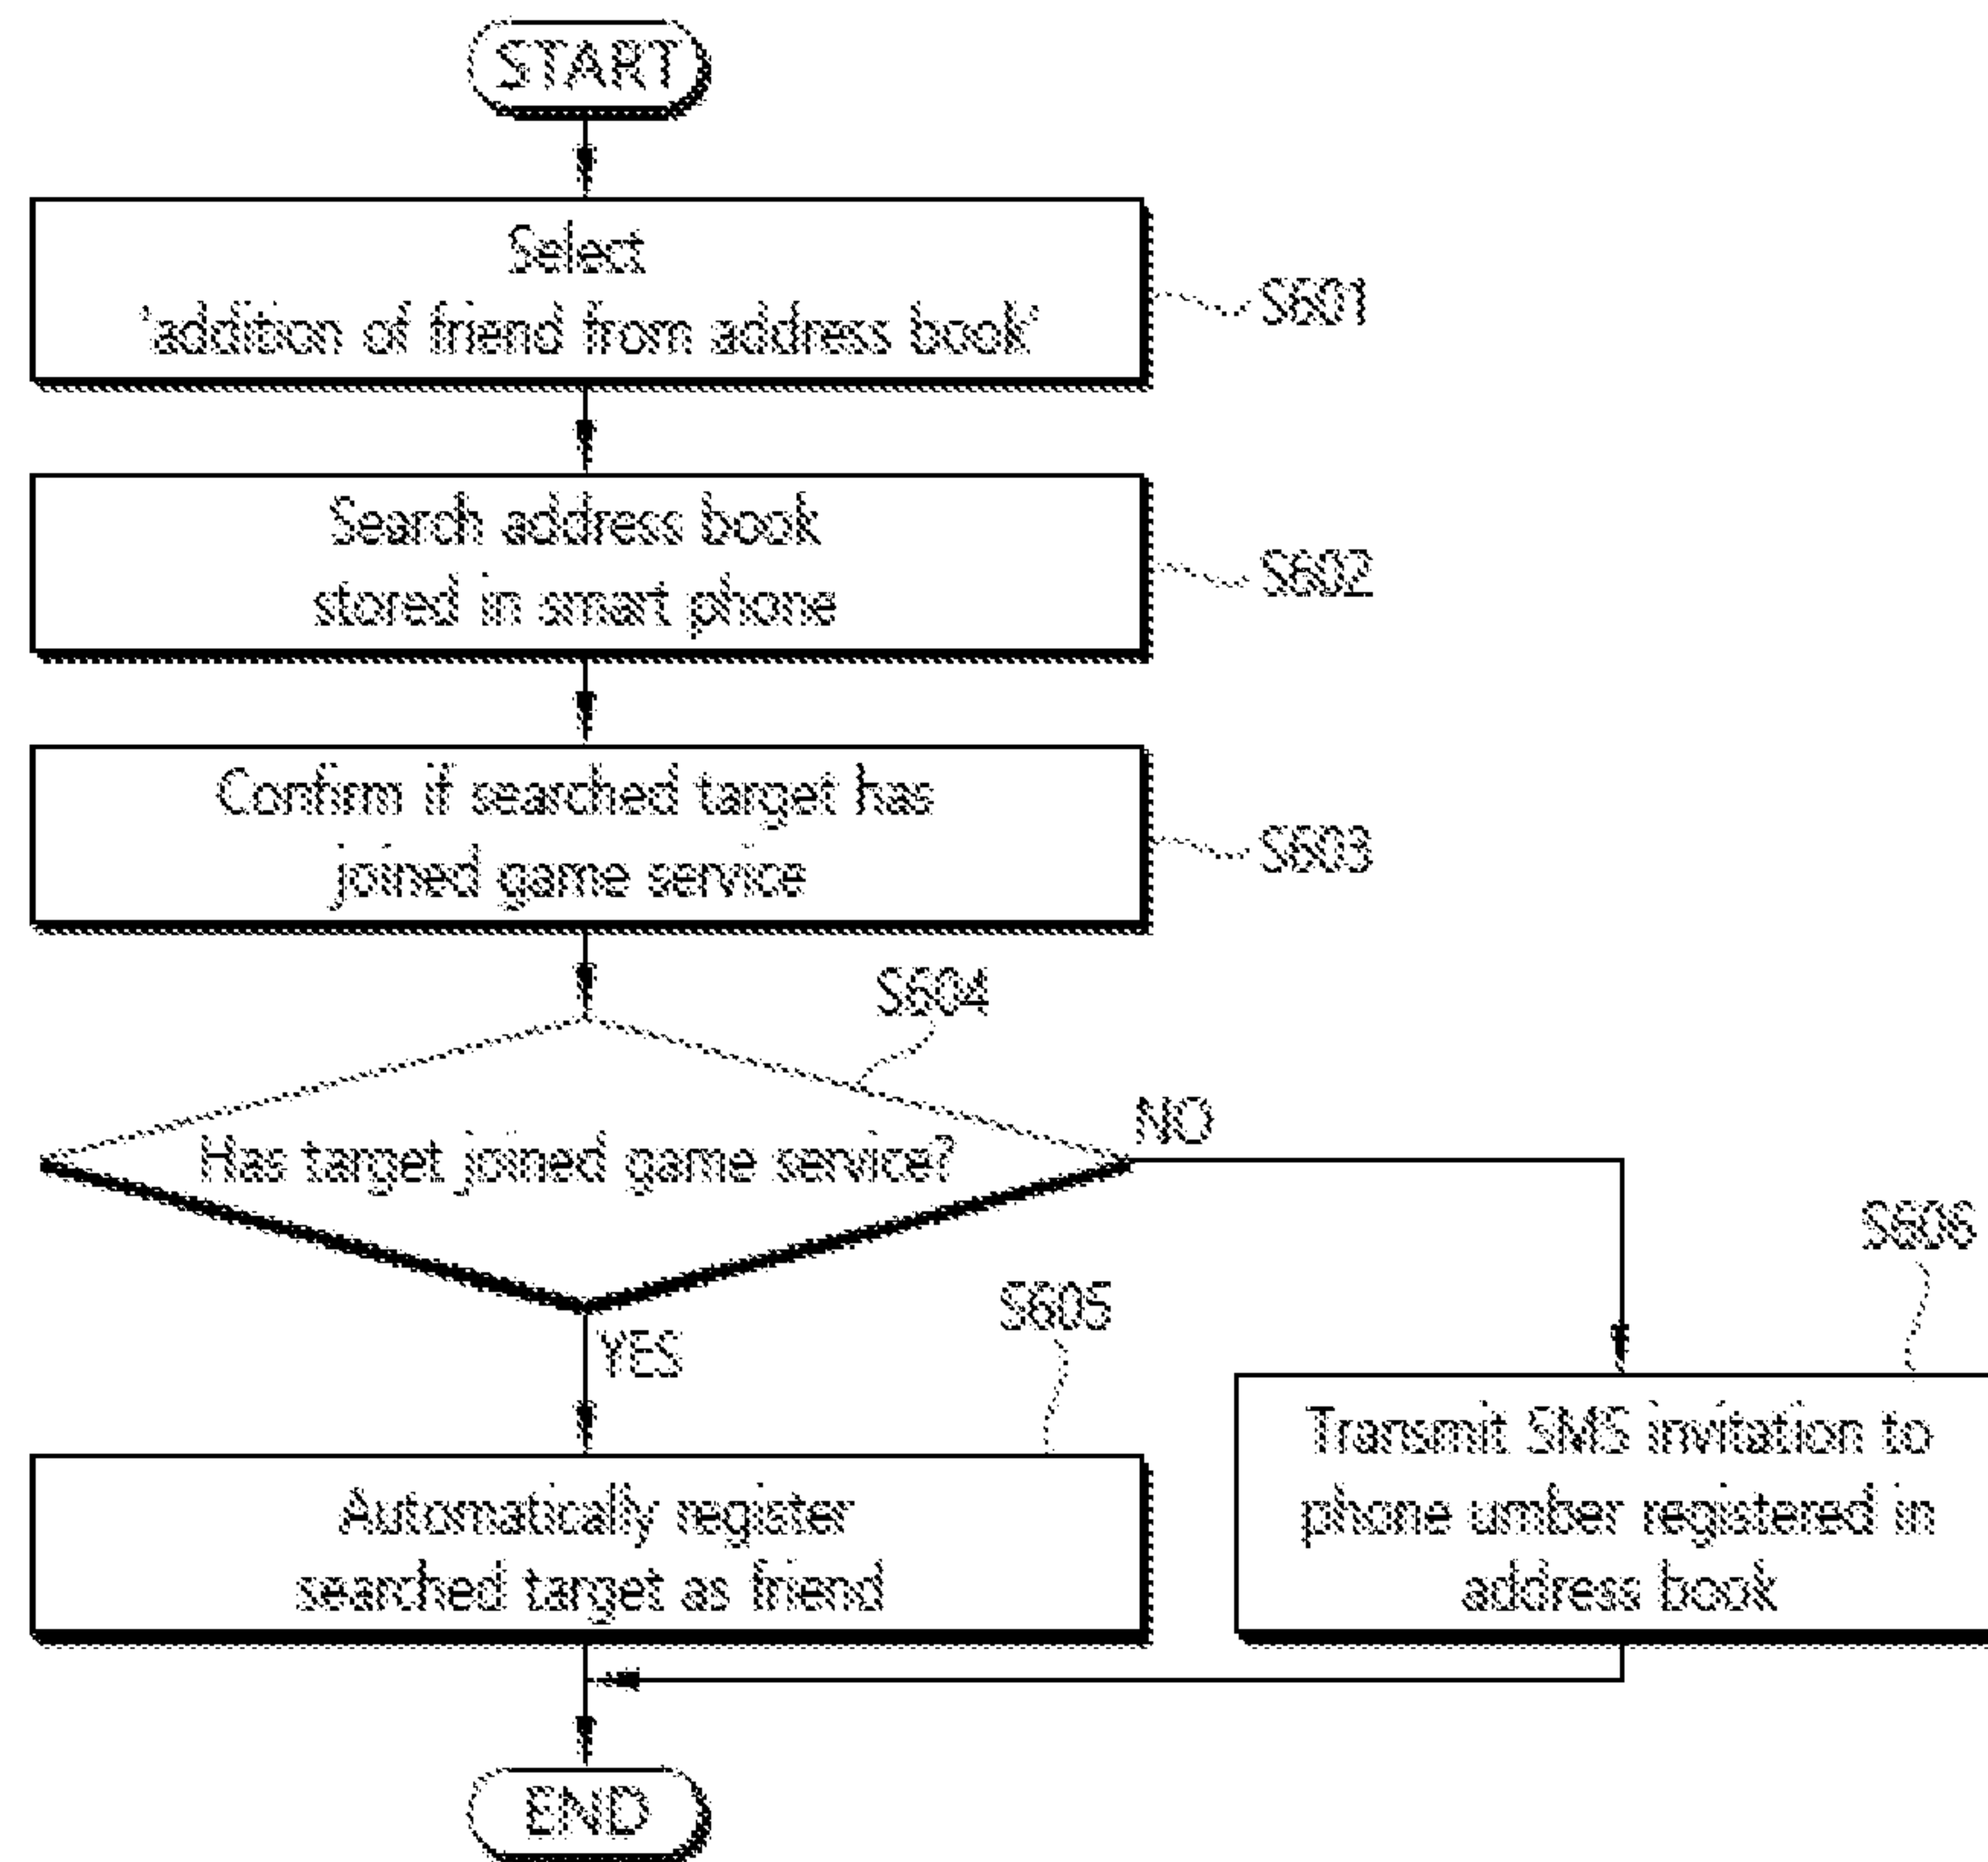 START
Select
'addition of friend from address book'
S601
Search address book
stored in smart phone
S602
Confirm if searched target has
joined game service
S603
S604
Has target joined game service?
NO
YES
S605
Automatically register
searched target as friend
S606
Transmit SMS invitation to
phone umber registered in
address book
END